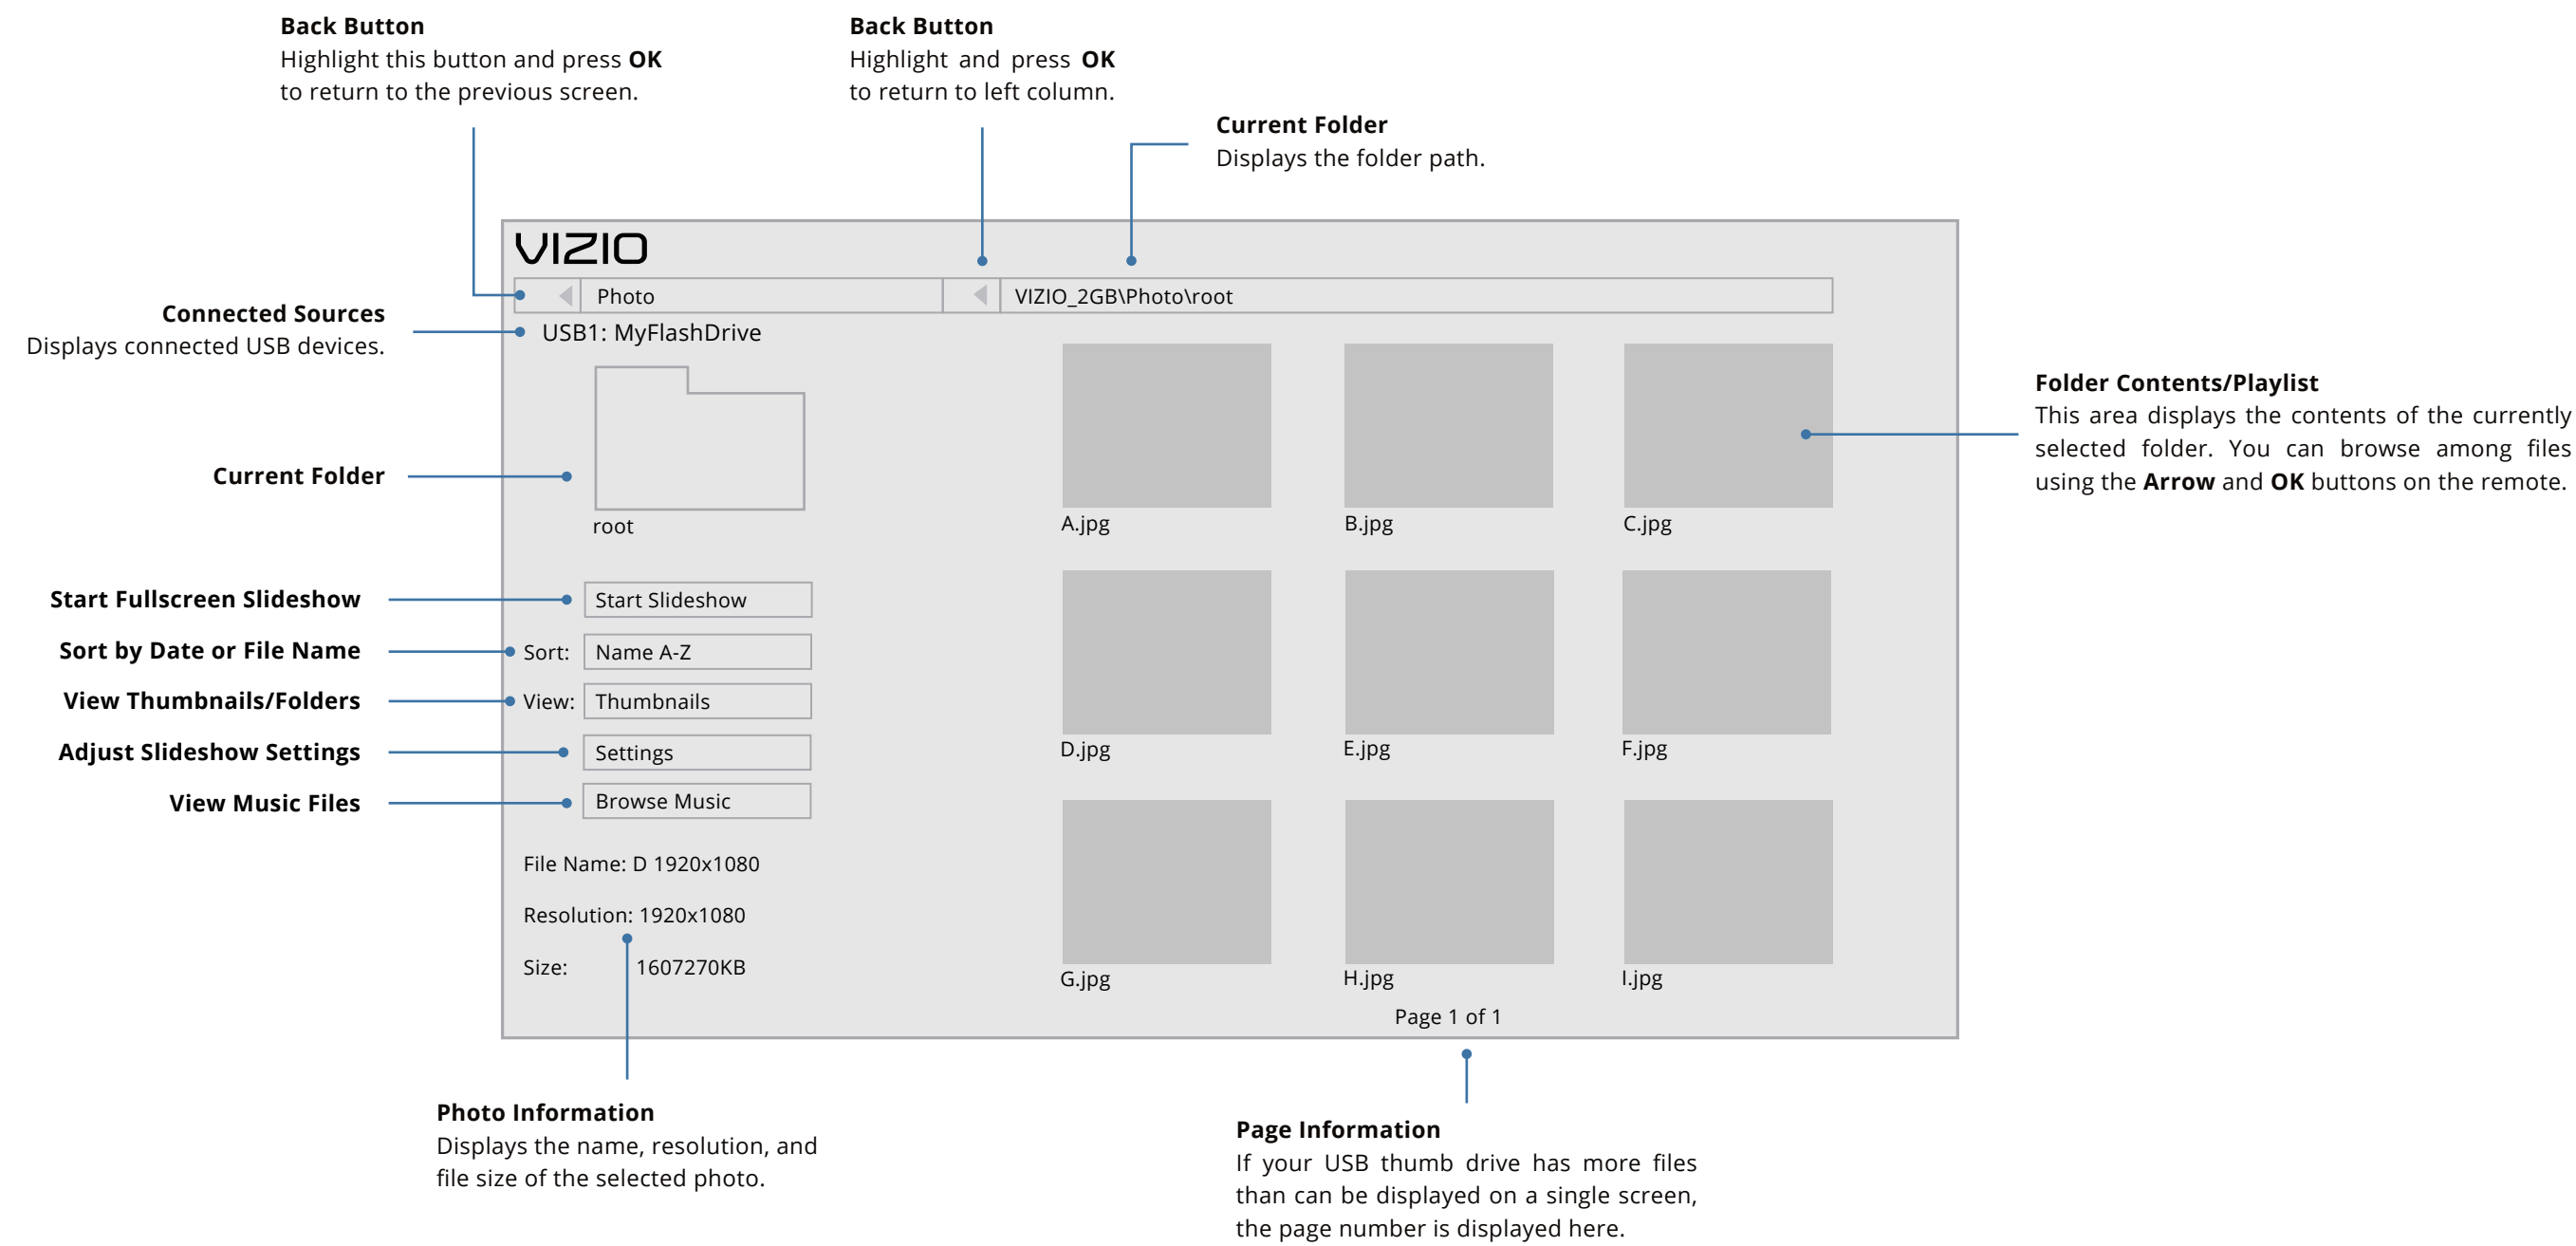 Back Button
Highlight this button and press OK
to return to the previous screen.
Back Button
Highlight and press OK
to return to left column.
Current Folder
Displays the folder path.
VIZIO
Photo
VIZIO_2GB\Photo\root
Connected Sources
Displays connected USB devices.
USB1: MyFlashDrive
Current Folder
root
A.jpg
B.jpg
C.jpg
Folder Contents/Playlist
This area displays the contents of the currently
selected folder. You can browse among files
using the Arrow and OK buttons on the remote.
Start Fullscreen Slideshow
Start Slideshow
Sort by Date or File Name
Sort: Name A-Z
View Thumbnails/Folders
View: Thumbnails
Adjust Slideshow Settings
Settings
View Music Files
Browse Music
D.jpg
E.jpg
F.jpg
File Name: D 1920x1080
Resolution: 1920x1080
Size: 1607270KB
G.jpg
H.jpg
I.jpg
Page 1 of 1
Photo Information
Displays the name, resolution, and
file size of the selected photo.
Page Information
If your USB thumb drive has more files
than can be displayed on a single screen,
the page number is displayed here.